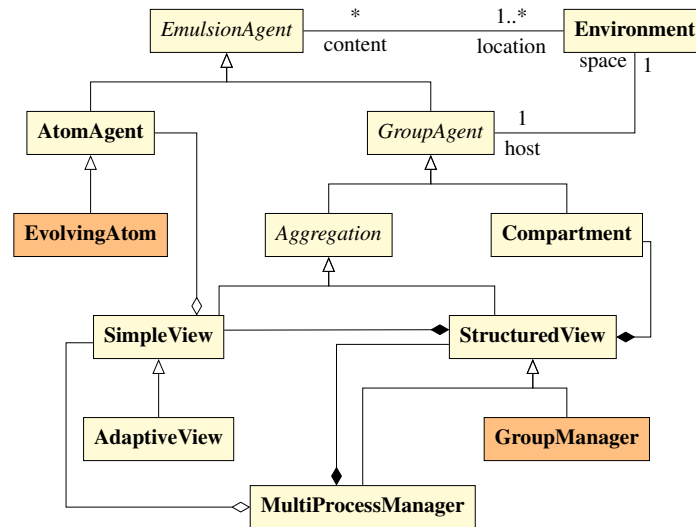 EmulsionAgent
*
content
1..*
location
Environment
space
1
AtomAgent
GroupAgent
1
host
EvolvingAtom
Aggregation
Compartment
SimpleView
StructuredView
AdaptiveView
GroupManager
MultiProcessManager